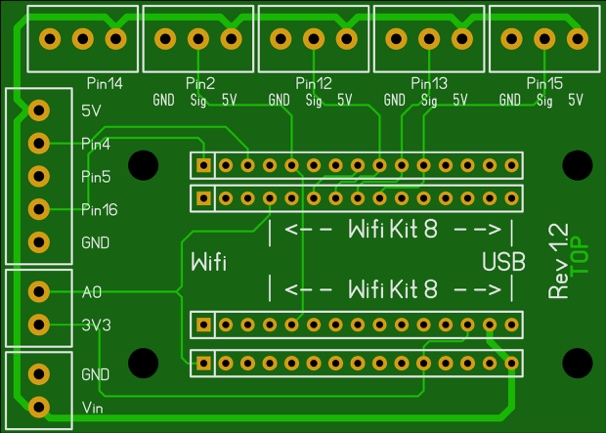 Pin14 Pin2 Pin12 Pin13 Pin15
GND Sig 5V GND Sig 5V GND Sig 5V GND Sig 5V
5V
Pin4
Pin5
Pin16
GND
A0
3V3
GND
Vin
|<-- Wifi Kit 8 -->|
Wifi USB
|<-- Wifi Kit 8 -->|
Rev 1.2
TOP